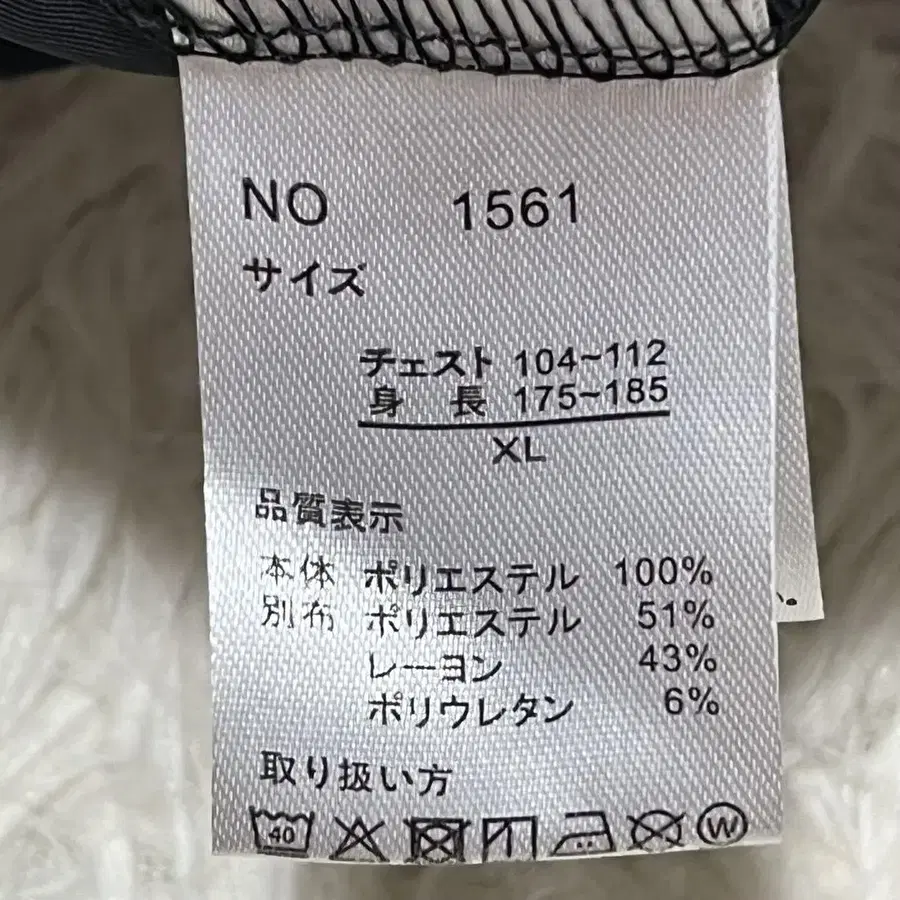 NO 1561
サイズ
チェスト 104~112
身長 175~185
XL
品質表示
本体 ポリエステル 100%
別布 ポリエステル 51%
レーヨン 43%
ポリウレタン 6%
取り扱い方
40 W